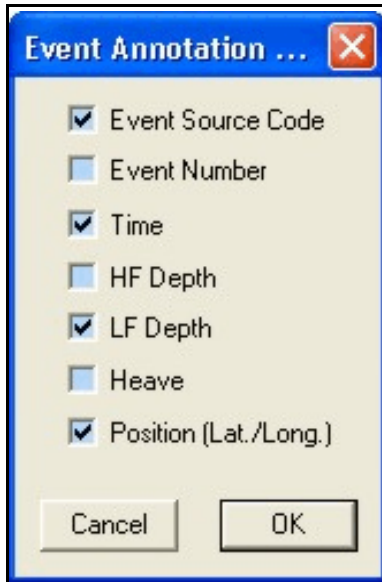 Event Annotation ...
Event Source Code
Event Number
Time
HF Depth
LF Depth
Heave
Position (Lat./Long.)
Cancel OK